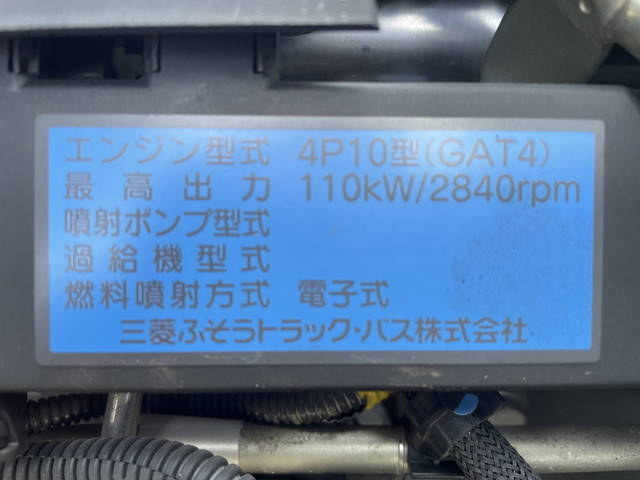 エンジン型式 4P10型(GAT4)
最高出力 110kW/2840rpm
噴射ポンプ型式
過給機型式
燃料噴射方式 電子式
三菱ふそうトラック・バス株式会社